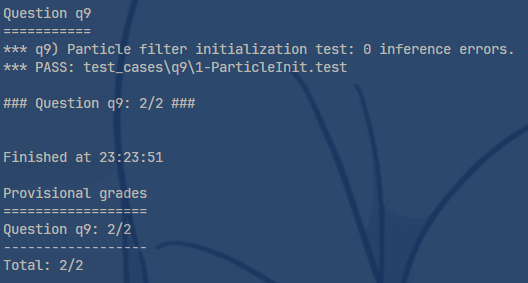 Question q9
===========
*** q9) Particle filter initialization test: 0 inference errors.
*** PASS: test_cases\q9\1-ParticleInit.test
### Question q9: 2/2 ###
Finished at 23:23:51
Provisional grades
==================
Question q9: 2/2
------------------
Total: 2/2